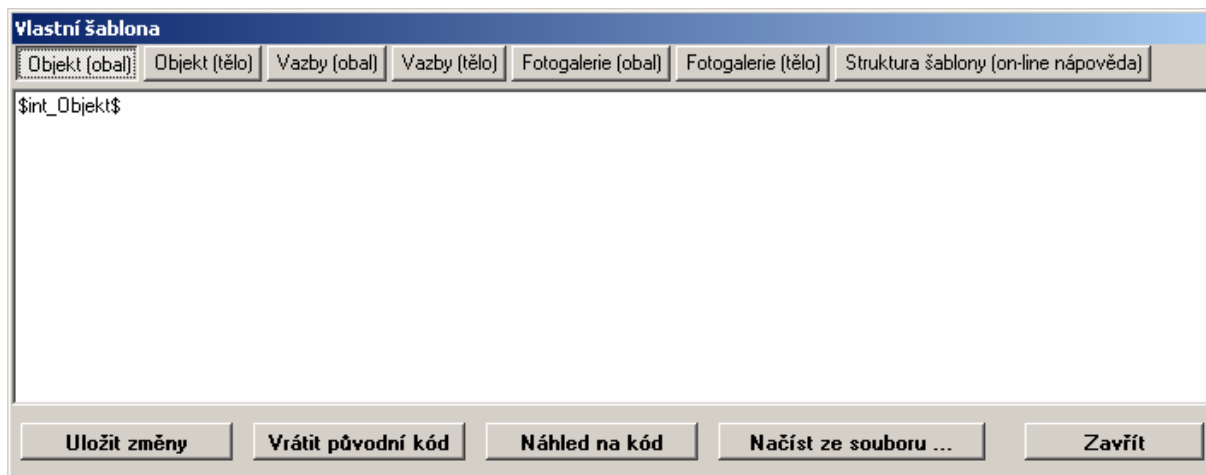 Vlastní šablona
Objekt (obal) Objekt (tělo) Vazby (obal) Vazby (tělo) Fotogalerie (obal) Fotogalerie (tělo) Struktura šablony (on-line nápověda)
$int_Objekt$
Uložit změny Vrátit původní kód Náhled na kód Načíst ze souboru ... Zavřít